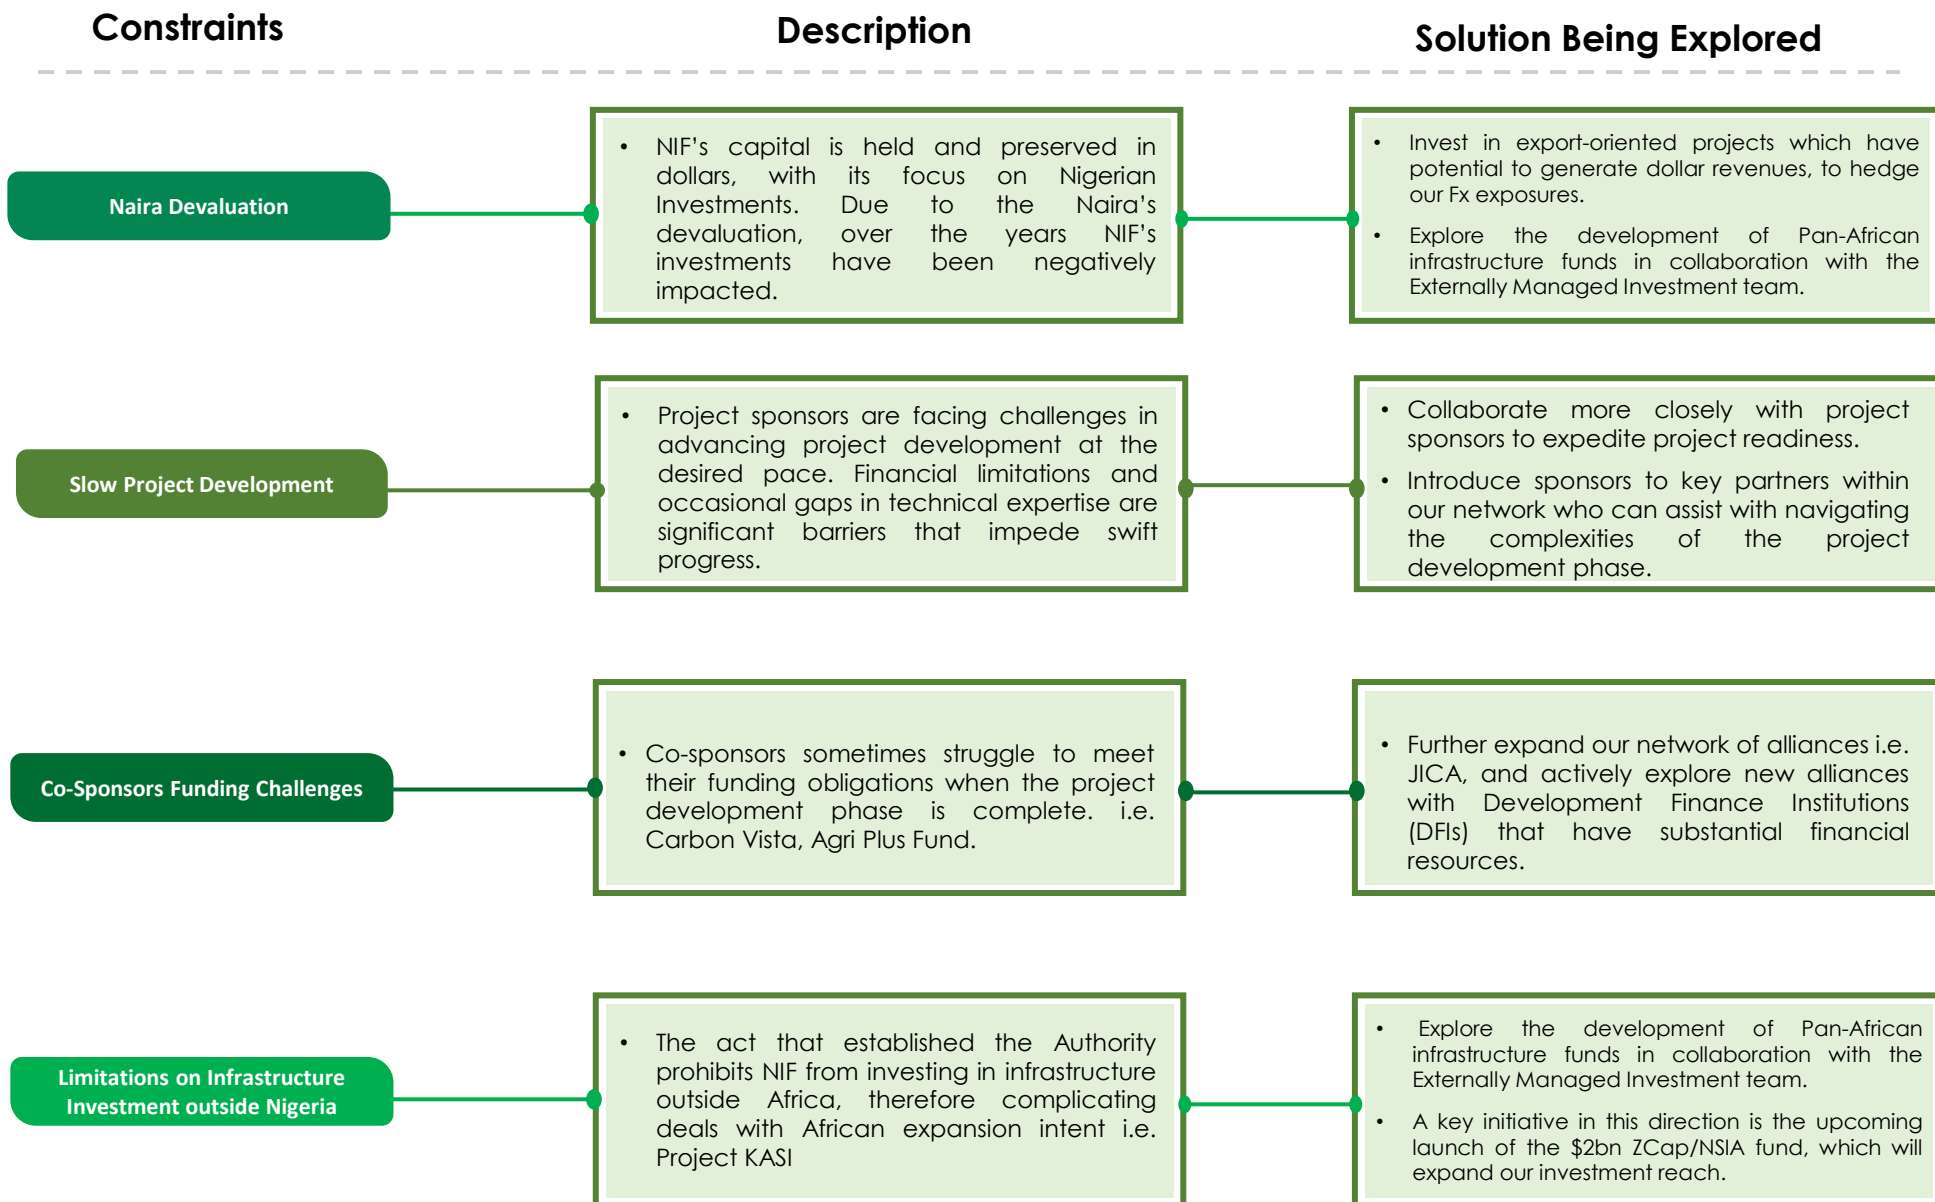 Constraints
Description
Solution Being Explored
Naira Devaluation
• NIF’s capital is held and preserved in
dollars, with its focus on Nigerian
Investments. Due to the Naira’s
devaluation, over the years NIF’s
investments have been negatively
impacted.
• Invest in export-oriented projects which have
potential to generate dollar revenues, to hedge
our Fx exposures.
• Explore the development of Pan-African
infrastructure funds in collaboration with the
Externally Managed Investment team.
Slow Project Development
• Project sponsors are facing challenges in
advancing project development at the
desired pace. Financial limitations and
occasional gaps in technical expertise are
significant barriers that impede swift
progress.
• Collaborate more closely with project
sponsors to expedite project readiness.
• Introduce sponsors to key partners within
our network who can assist with navigating
the complexities of the project
development phase.
Co-Sponsors Funding Challenges
• Co-sponsors sometimes struggle to meet
their funding obligations when the project
development phase is complete. i.e.
Carbon Vista, Agri Plus Fund.
• Further expand our network of alliances i.e.
JICA, and actively explore new alliances
with Development Finance Institutions
(DFIs) that have substantial financial
resources.
Limitations on Infrastructure
Investment outside Nigeria
• The act that established the Authority
prohibits NIF from investing in infrastructure
outside Africa, therefore complicating
deals with African expansion intent i.e.
Project KASI
• Explore the development of Pan-African
infrastructure funds in collaboration with the
Externally Managed Investment team.
• A key initiative in this direction is the upcoming
launch of the $2bn ZCap/NSIA fund, which will
expand our investment reach.